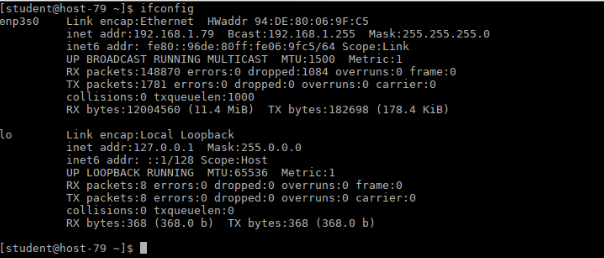 [student@host-79 ~]$ ifconfig
enp3s0    Link encap:Ethernet  HWaddr 94:DE:80:06:9F:C5
          inet addr:192.168.1.79  Bcast:192.168.1.255  Mask:255.255.255.0
          inet6 addr: fe80::96de:80ff:fe06:9fc5/64 Scope:Link
          UP BROADCAST RUNNING MULTICAST  MTU:1500  Metric:1
          RX packets:148870 errors:0 dropped:1084 overruns:0 frame:0
          TX packets:1781 errors:0 dropped:0 overruns:0 carrier:0
          collisions:0 txqueuelen:1000
          RX bytes:12004560 (11.4 MiB)  TX bytes:182698 (178.4 KiB)
lo        Link encap:Local Loopback
          inet addr:127.0.0.1  Mask:255.0.0.0
          inet6 addr: ::1/128 Scope:Host
          UP LOOPBACK RUNNING  MTU:65536  Metric:1
          RX packets:8 errors:0 dropped:0 overruns:0 frame:0
          TX packets:8 errors:0 dropped:0 overruns:0 carrier:0
          collisions:0 txqueuelen:0
          RX bytes:368 (368.0 b)  TX bytes:368 (368.0 b)
[student@host-79 ~]$